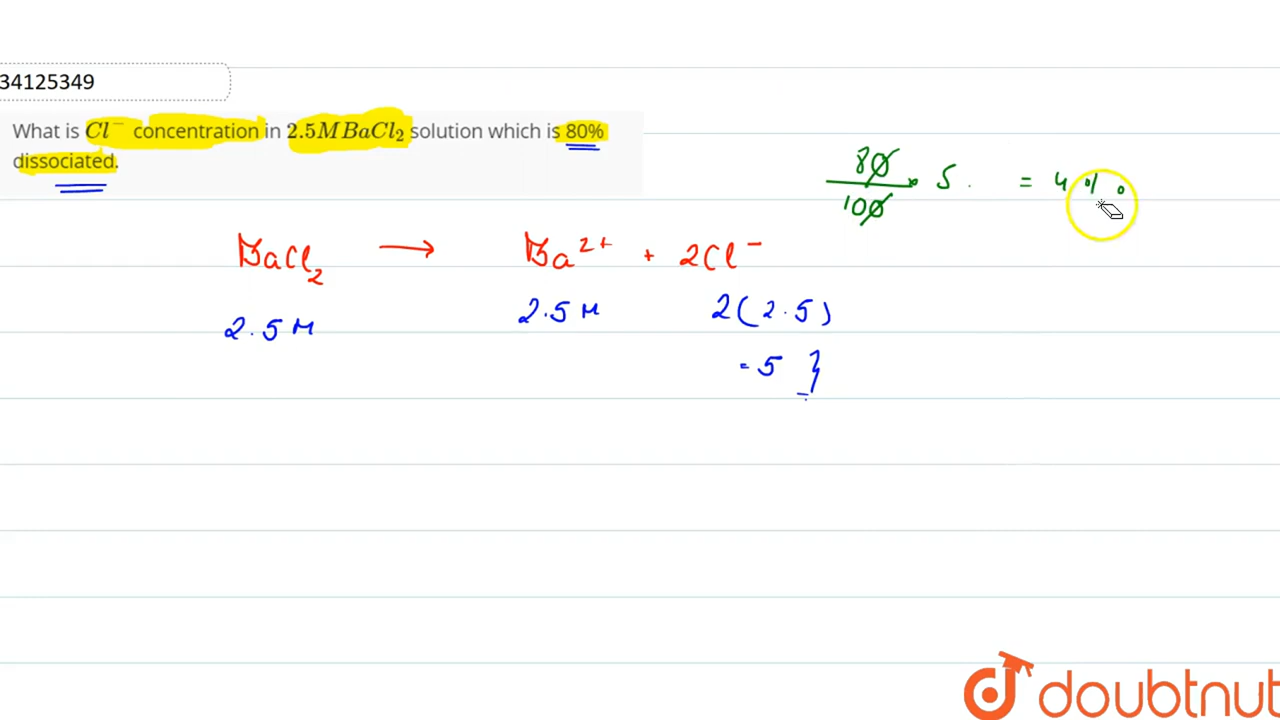 34125349
What is Cl⁻ concentration in 2.5MBaCl₂ solution which is 80%
dissociated.
80/100 × 5. = 4 %
BaCl₂ → Ba²⁺ + 2Cl⁻
2.5 M 2.5 M 2(2.5)
= 5 }
doubtnut